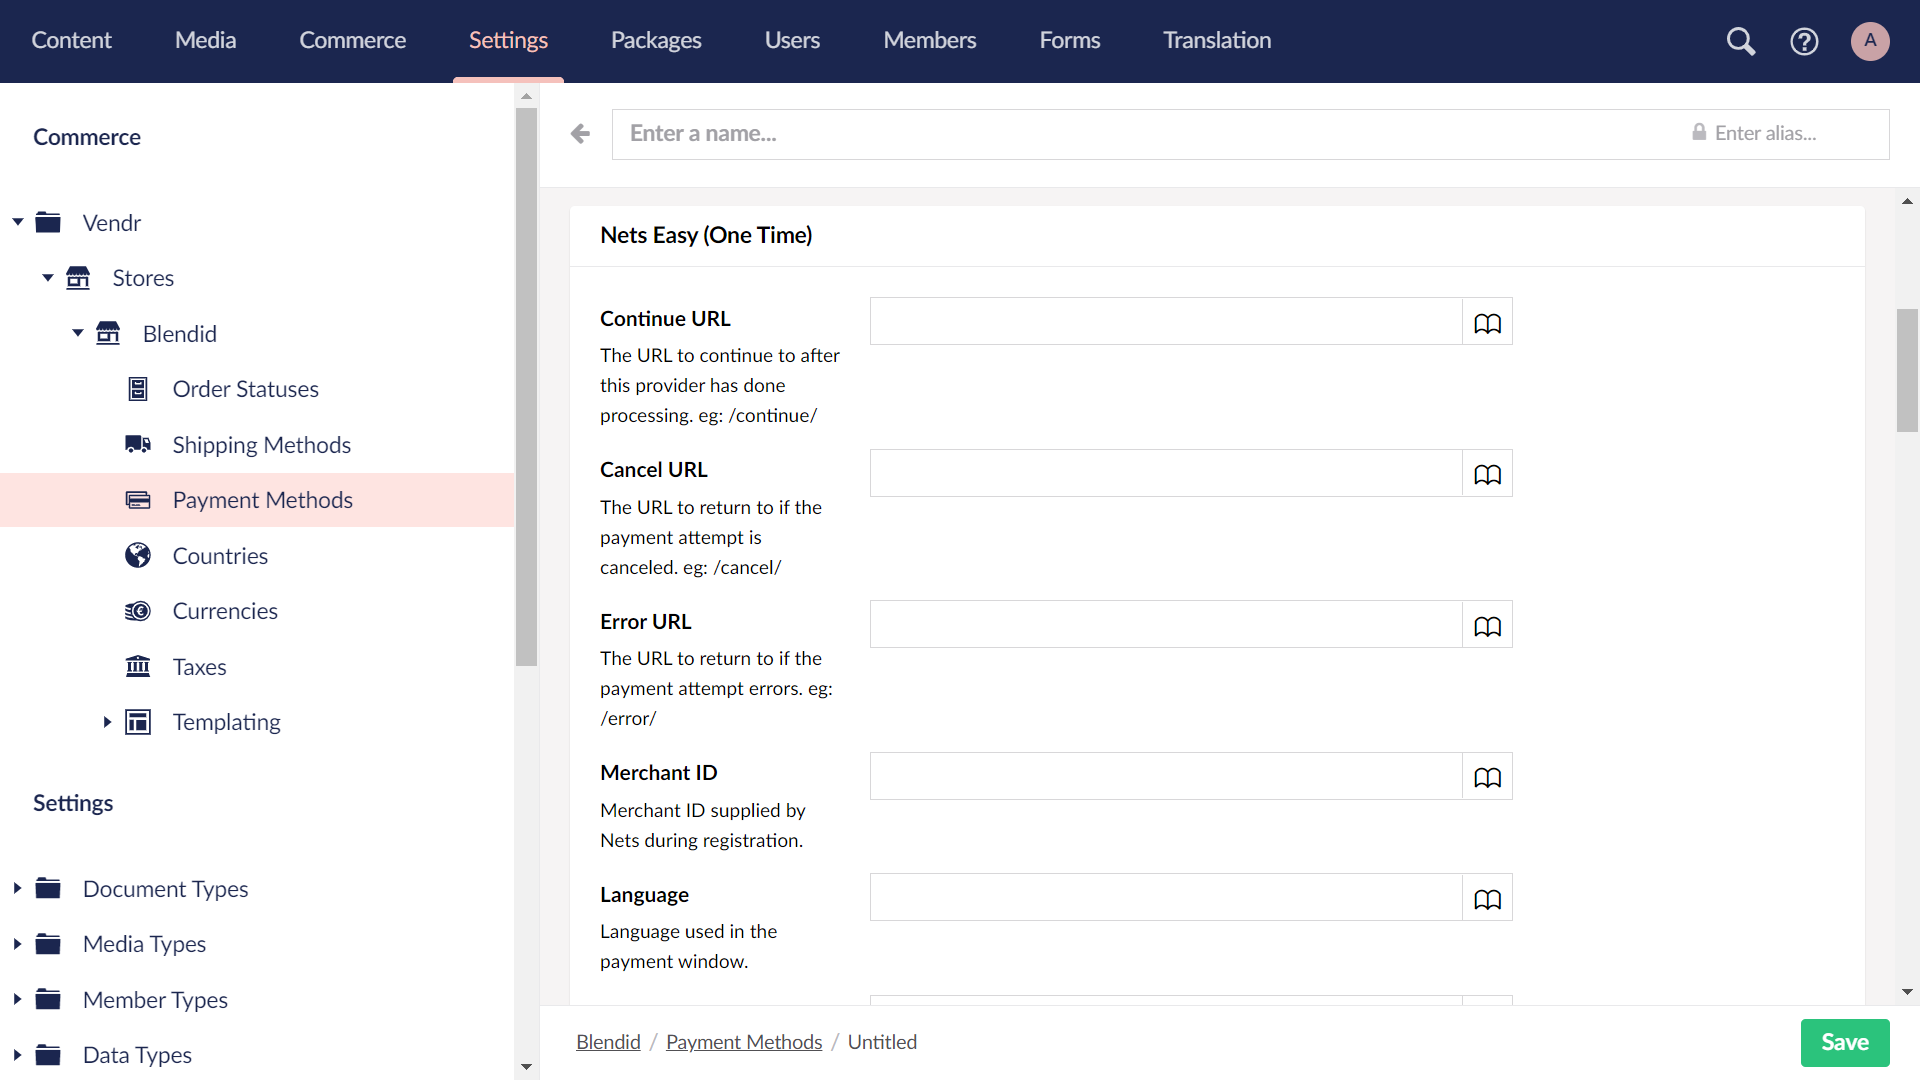 Content Media Commerce Settings Packages Users Members Forms Translation A
Commerce
Vendr
Stores
Blendid
Order Statuses
Shipping Methods
Payment Methods
Countries
Currencies
Taxes
Templating
Settings
Document Types
Media Types
Member Types
Data Types
Enter a name... Enter alias...
Nets Easy (One Time)
Continue URL
The URL to continue to after
this provider has done
processing. eg: /continue/
Cancel URL
The URL to return to if the
payment attempt is
canceled. eg: /cancel/
Error URL
The URL to return to if the
payment attempt errors. eg:
/error/
Merchant ID
Merchant ID supplied by
Nets during registration.
Language
Language used in the
payment window.
Blendid / Payment Methods / Untitled
Save